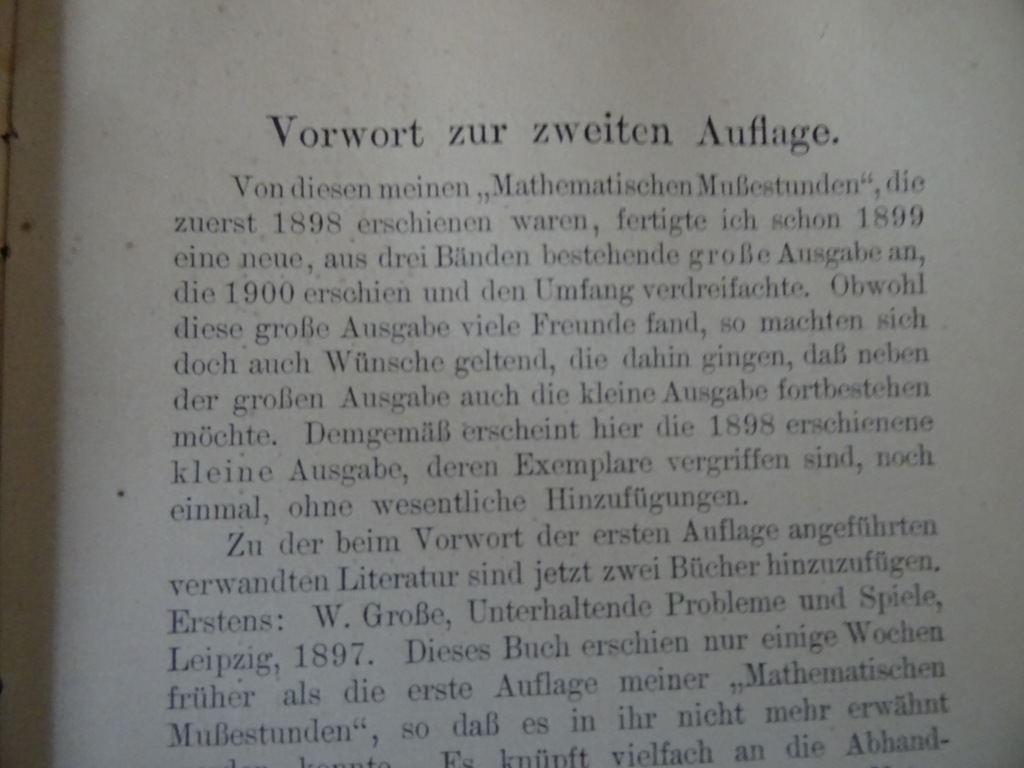 Vorwort zur zweiten Auflage.
Von diesen meinen „Mathematischen Mußestunden“, die
zuerst 1898 erschienen waren, fertigte ich schon 1899
eine neue, aus drei Bänden bestehende große Ausgabe an,
die 1900 erschien und den Umfang verdreifachte. Obwohl
diese große Ausgabe viele Freunde fand, so machten sich
doch auch Wünsche geltend, die dahin gingen, daß neben
der großen Ausgabe auch die kleine Ausgabe fortbestehen
möchte. Demgemäß erscheint hier die 1898 erschienene
kleine Ausgabe, deren Exemplare vergriffen sind, noch
einmal, ohne wesentliche Hinzufügungen.
Zu der beim Vorwort der ersten Auflage angeführten
verwandten Literatur sind jetzt zwei Bücher hinzuzufügen.
Erstens: W. Große, Unterhaltende Probleme und Spiele,
Leipzig, 1897. Dieses Buch erschien nur einige Wochen
früher als die erste Auflage meiner „Mathematischen
Mußestunden“, so daß es in ihr nicht mehr erwähnt
werden konnte. Es knüpft vielfach an die Abhand-